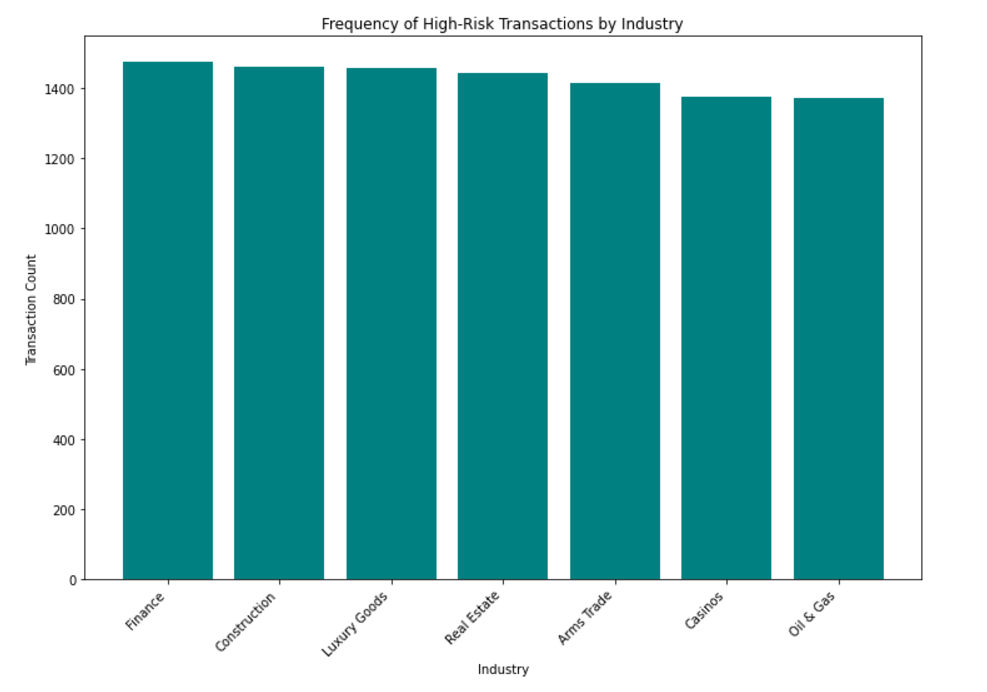 Frequency of High-Risk Transactions by Industry
Transaction Count
1400
1200
1000
800
600
400
200
0
Finance
Construction
Luxury Goods
Real Estate
Arms Trade
Casinos
Oil & Gas
Industry